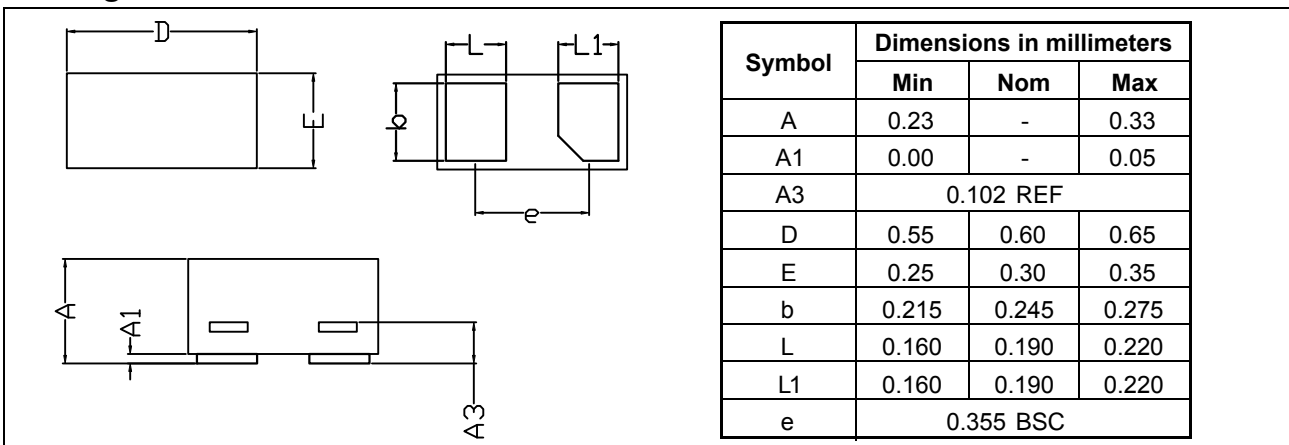 D
E
L
L1
b
e
A
A1
A3
Symbol Dimensions in millimeters
Min Nom Max
A 0.23 - 0.33
A1 0.00 - 0.05
A3 0.102 REF
D 0.55 0.60 0.65
E 0.25 0.30 0.35
b 0.215 0.245 0.275
L 0.160 0.190 0.220
L1 0.160 0.190 0.220
e 0.355 BSC